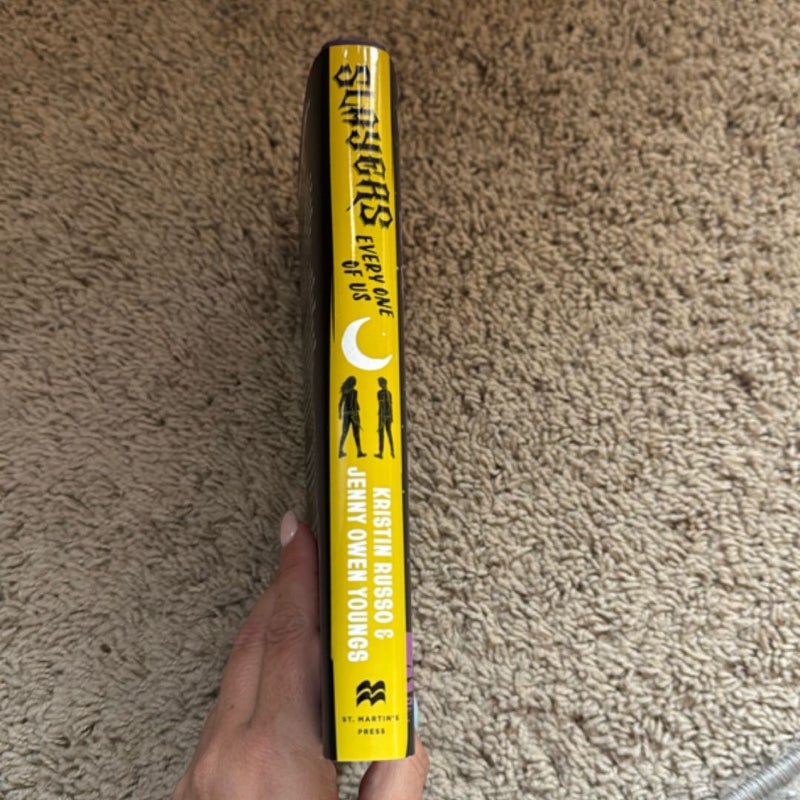 SLAYERS
EVERY ONE
OF US
KRISTIN RUSSO &
JENNY OWEN YOUNGS
ST. MARTIN'S
PRESS